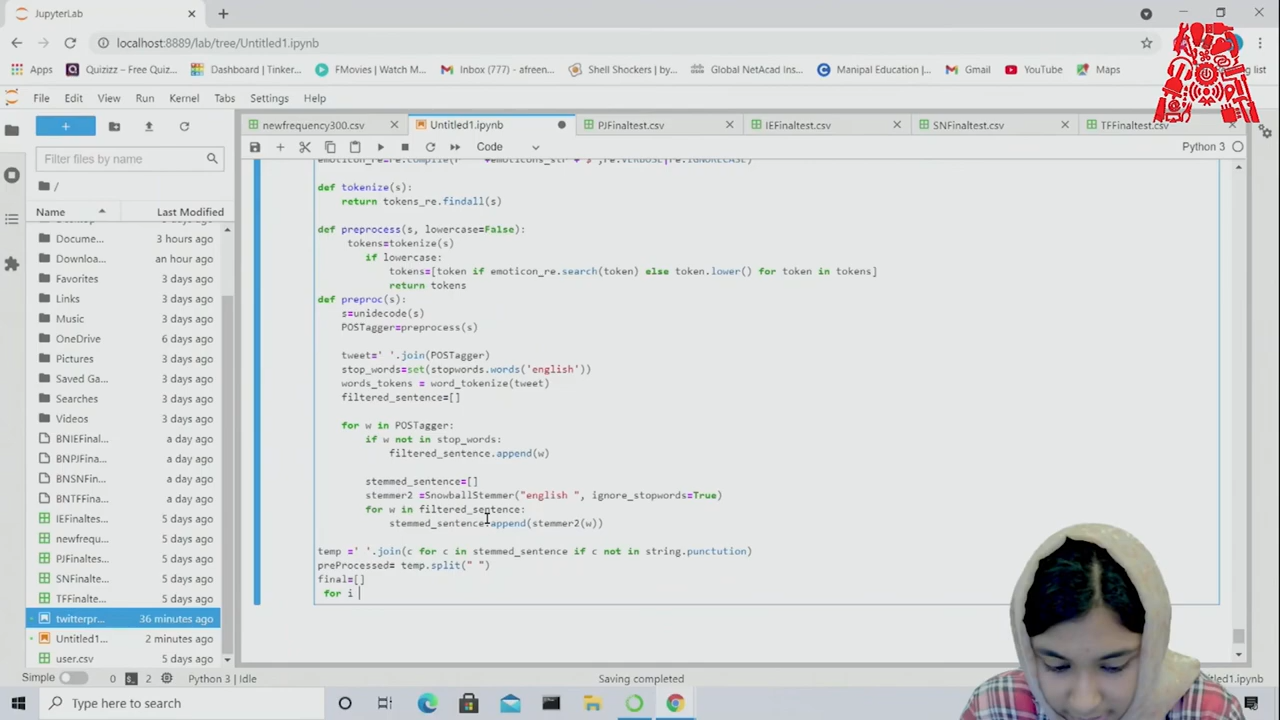 JupyterLab
localhost:8889/lab/tree/Untitled1.ipynb
Apps Quizizz – Free Quiz... Dashboard | Tinker... FMovies | Watch M... Inbox (777) - Shell Shockers | by... Global NetAcad Ins... Manipal Education |... Gmail YouTube Maps
File Edit View Run Kernel Tabs Settings Help
newfrequency300.csv Untitled1.ipynb PJFinaltest.csv IEFinaltest.csv SNFinaltest.csv TFFinaltest.csv
Code Python 3
Filter files by name
/
Name Last Modified
Docume... 3 hours ago
Downloa... an hour ago
Favorites 3 days ago
Links 3 days ago
Music 3 days ago
OneDrive 6 days ago
Pictures 3 days ago
Saved Ga... 3 days ago
Searches 3 days ago
Videos 3 days ago
BNIEFinal... a day ago
BNPJFinal... a day ago
BNSNFin... a day ago
BNTFFina... a day ago
IEFinaltes... 5 days ago
newfrequ... 5 days ago
PJFinaltes... 5 days ago
SNFinalte... 5 days ago
TFFinalte... 5 days ago
twitterpr... 36 minutes ago
Untitled1... 2 minutes ago
user.csv 5 days ago
def tokenize(s):
return tokens_re.findall(s)
def preprocess(s, lowercase=False):
tokens=tokenize(s)
if lowercase:
tokens=[token if emoticon_re.search(token) else token.lower() for token in tokens]
return tokens
def preproc(s):
s=unidecode(s)
POSTagger=preprocess(s)
tweet=' '.join(POSTagger)
stop_words=set(stopwords.words('english'))
words_tokens = word_tokenize(tweet)
filtered_sentence=[]
for w in POSTagger:
if w not in stop_words:
filtered_sentence.append(w)
stemmed_sentence=[]
stemmer2 =SnowballStemmer("english ", ignore_stopwords=True)
for w in filtered_sentence:
stemmed_sentence.append(stemmer2(w))
temp =' '.join(c for c in stemmed_sentence if c not in string.punctution)
preProcessed= temp.split(" ")
final=[]
for i
Simple 0 2 Python 3 | Idle Saving completed
Type here to search